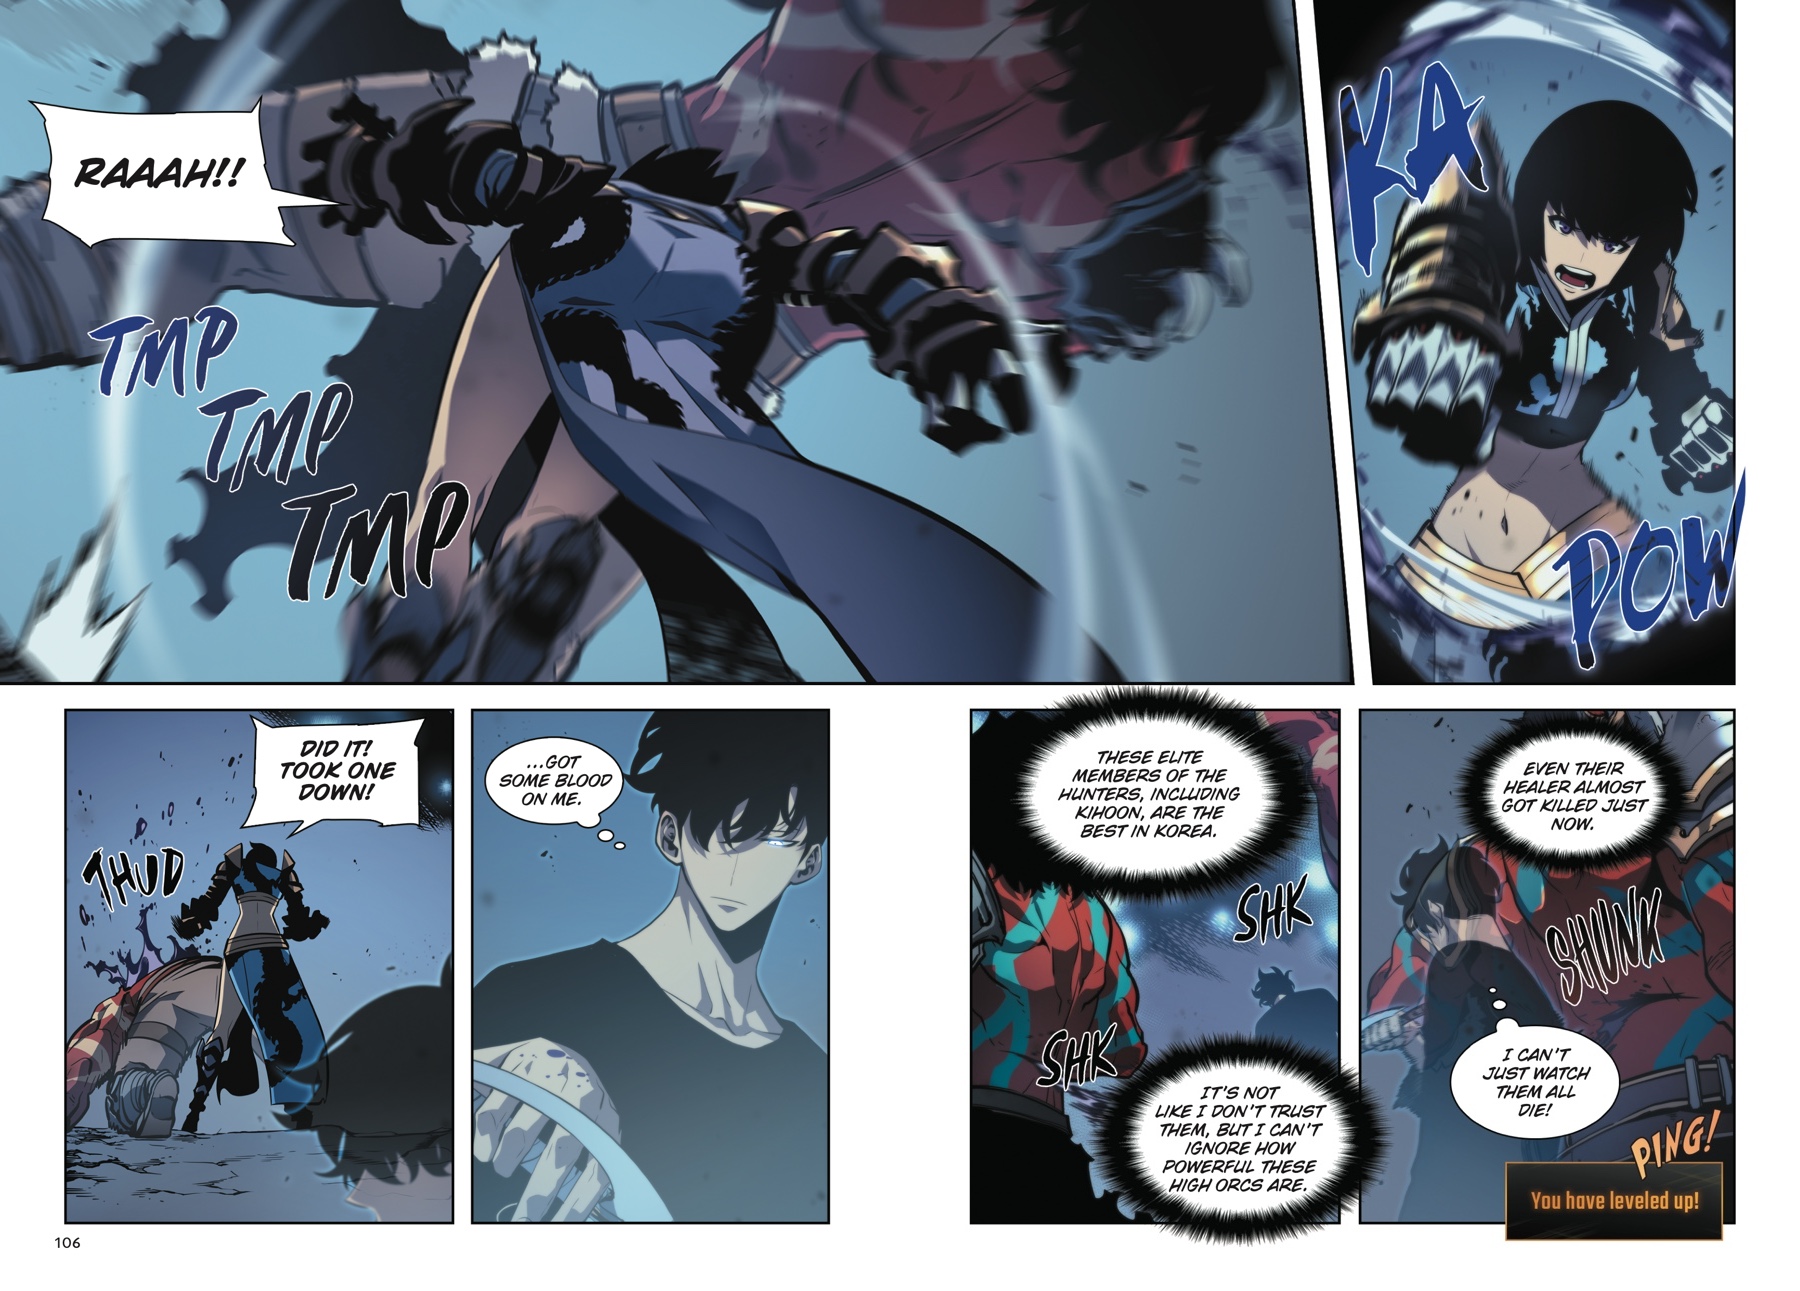 RAAAH!!
TMP
TMP
TMP
KA
POW
DID IT!
TOOK ONE
DOWN!
THUD
...GOT
SOME BLOOD
ON ME.
THESE ELITE
MEMBERS OF THE
HUNTERS, INCLUDING
KIHOON, ARE THE
BEST IN KOREA.
SHK
SHK
IT'S NOT
LIKE I DON'T TRUST
THEM, BUT I CAN'T
IGNORE HOW
POWERFUL THESE
HIGH ORCS ARE.
EVEN THEIR
HEALER ALMOST
GOT KILLED JUST
NOW.
SHUNK
I CAN'T
JUST WATCH
THEM ALL
DIE!
PING!
You have leveled up!
106